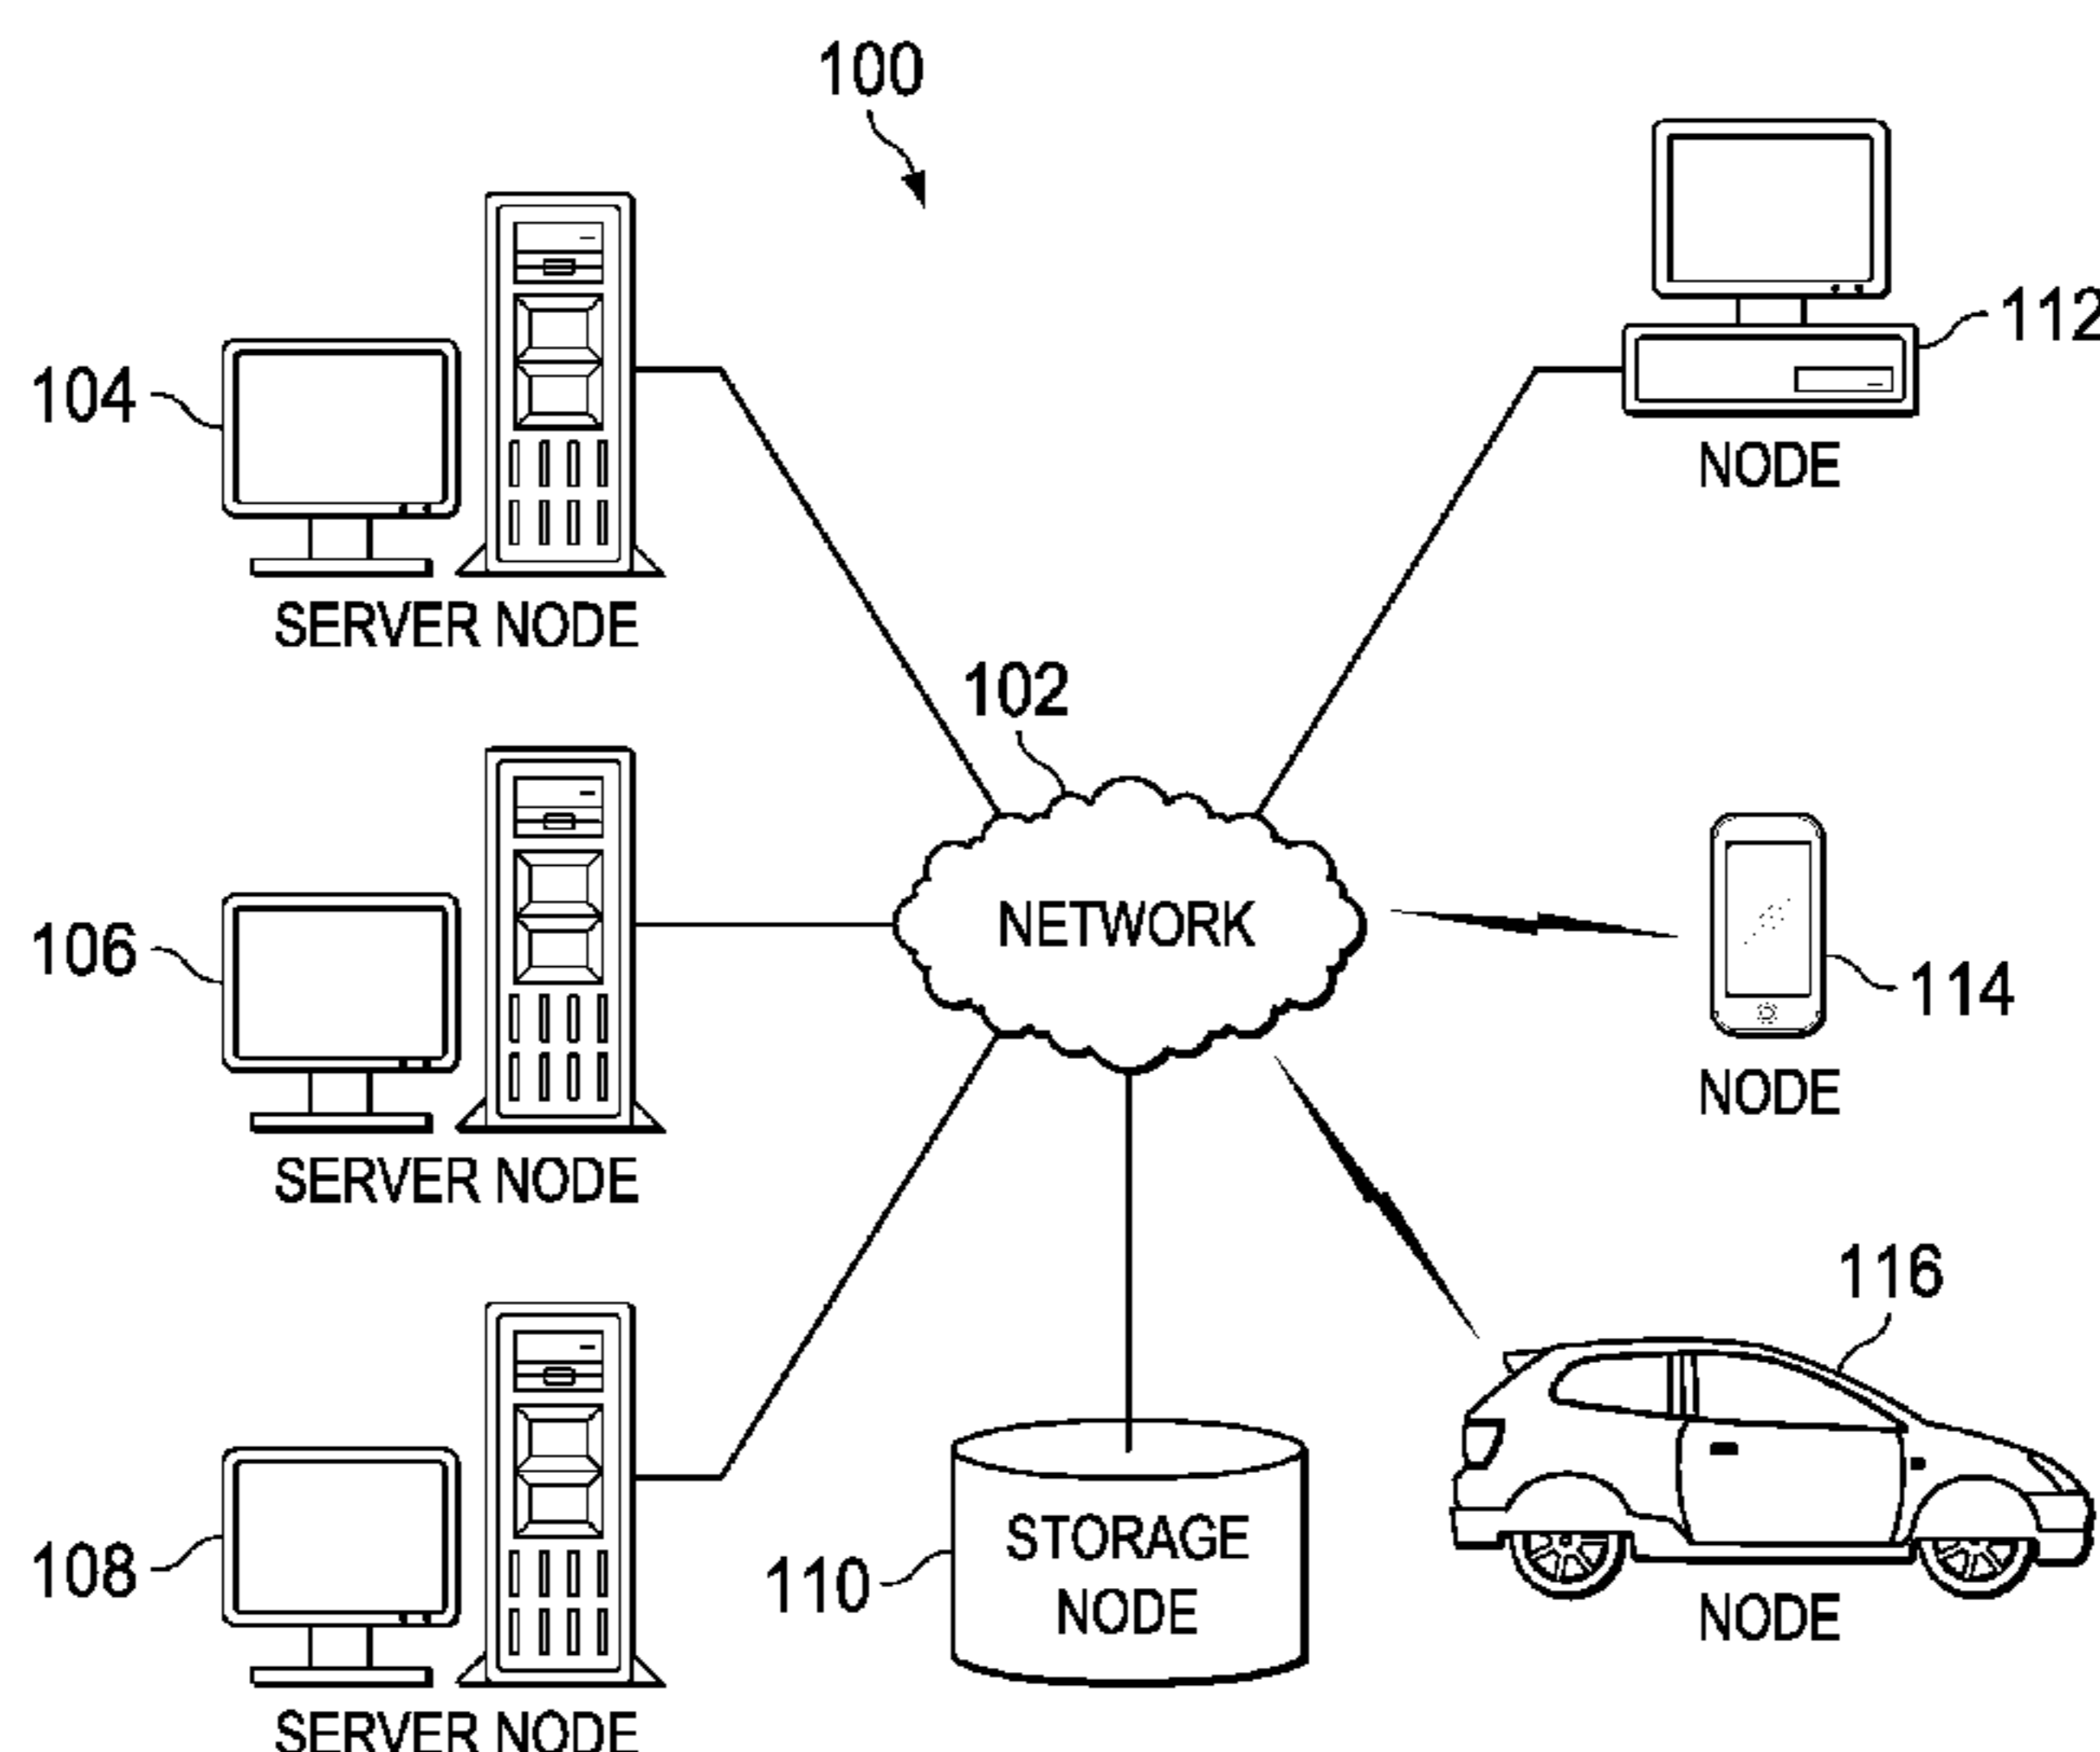 100
112
104
NODE
SERVER NODE
102
NETWORK
106
114
NODE
SERVER NODE
116
STORAGE
NODE
110
108
NODE
SERVER NODE